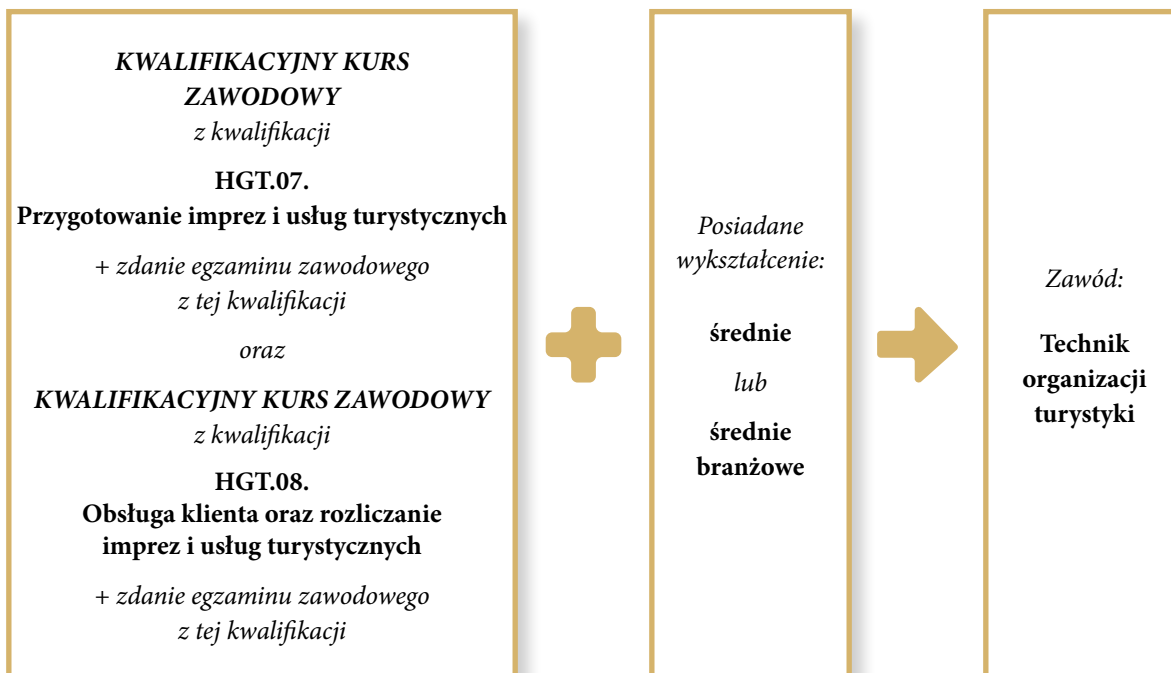 KWALIFIKACYJNY KURS
ZAWODOWY
z kwalifikacji
HGT.07.
Przygotowanie imprez i usług turystycznych
+ zdanie egzaminu zawodowego
z tej kwalifikacji
oraz
KWALIFIKACYJNY KURS ZAWODOWY
z kwalifikacji
HGT.08.
Obsługa klienta oraz rozliczanie
imprez i usług turystycznych
+ zdanie egzaminu zawodowego
z tej kwalifikacji
Posiadane
wykształcenie:
średnie
lub
średnie
branżowe
Zawód:
Technik
organizacji
turystyki